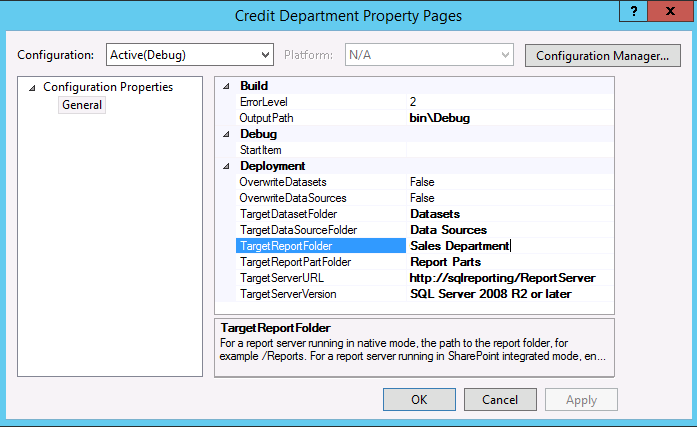 Credit Department Property Pages
? X
Configuration: Active(Debug) Platform: N/A Configuration Manager...
Configuration Properties
General
Build
ErrorLevel 2
OutputPath bin\Debug
Debug
StartItem
Deployment
OverwriteDatasets False
OverwriteDataSources False
TargetDatasetFolder Datasets
TargetDataSourceFolder Data Sources
TargetReportFolder Sales Department
TargetReportPartFolder Report Parts
TargetServerURL http://sqlreporting/ReportServer
TargetServerVersion SQL Server 2008 R2 or later
TargetReportFolder
For a report server running in native mode, the path to the report folder, for
example /Reports. For a report server running in SharePoint integrated mode, en...
OK Cancel Apply